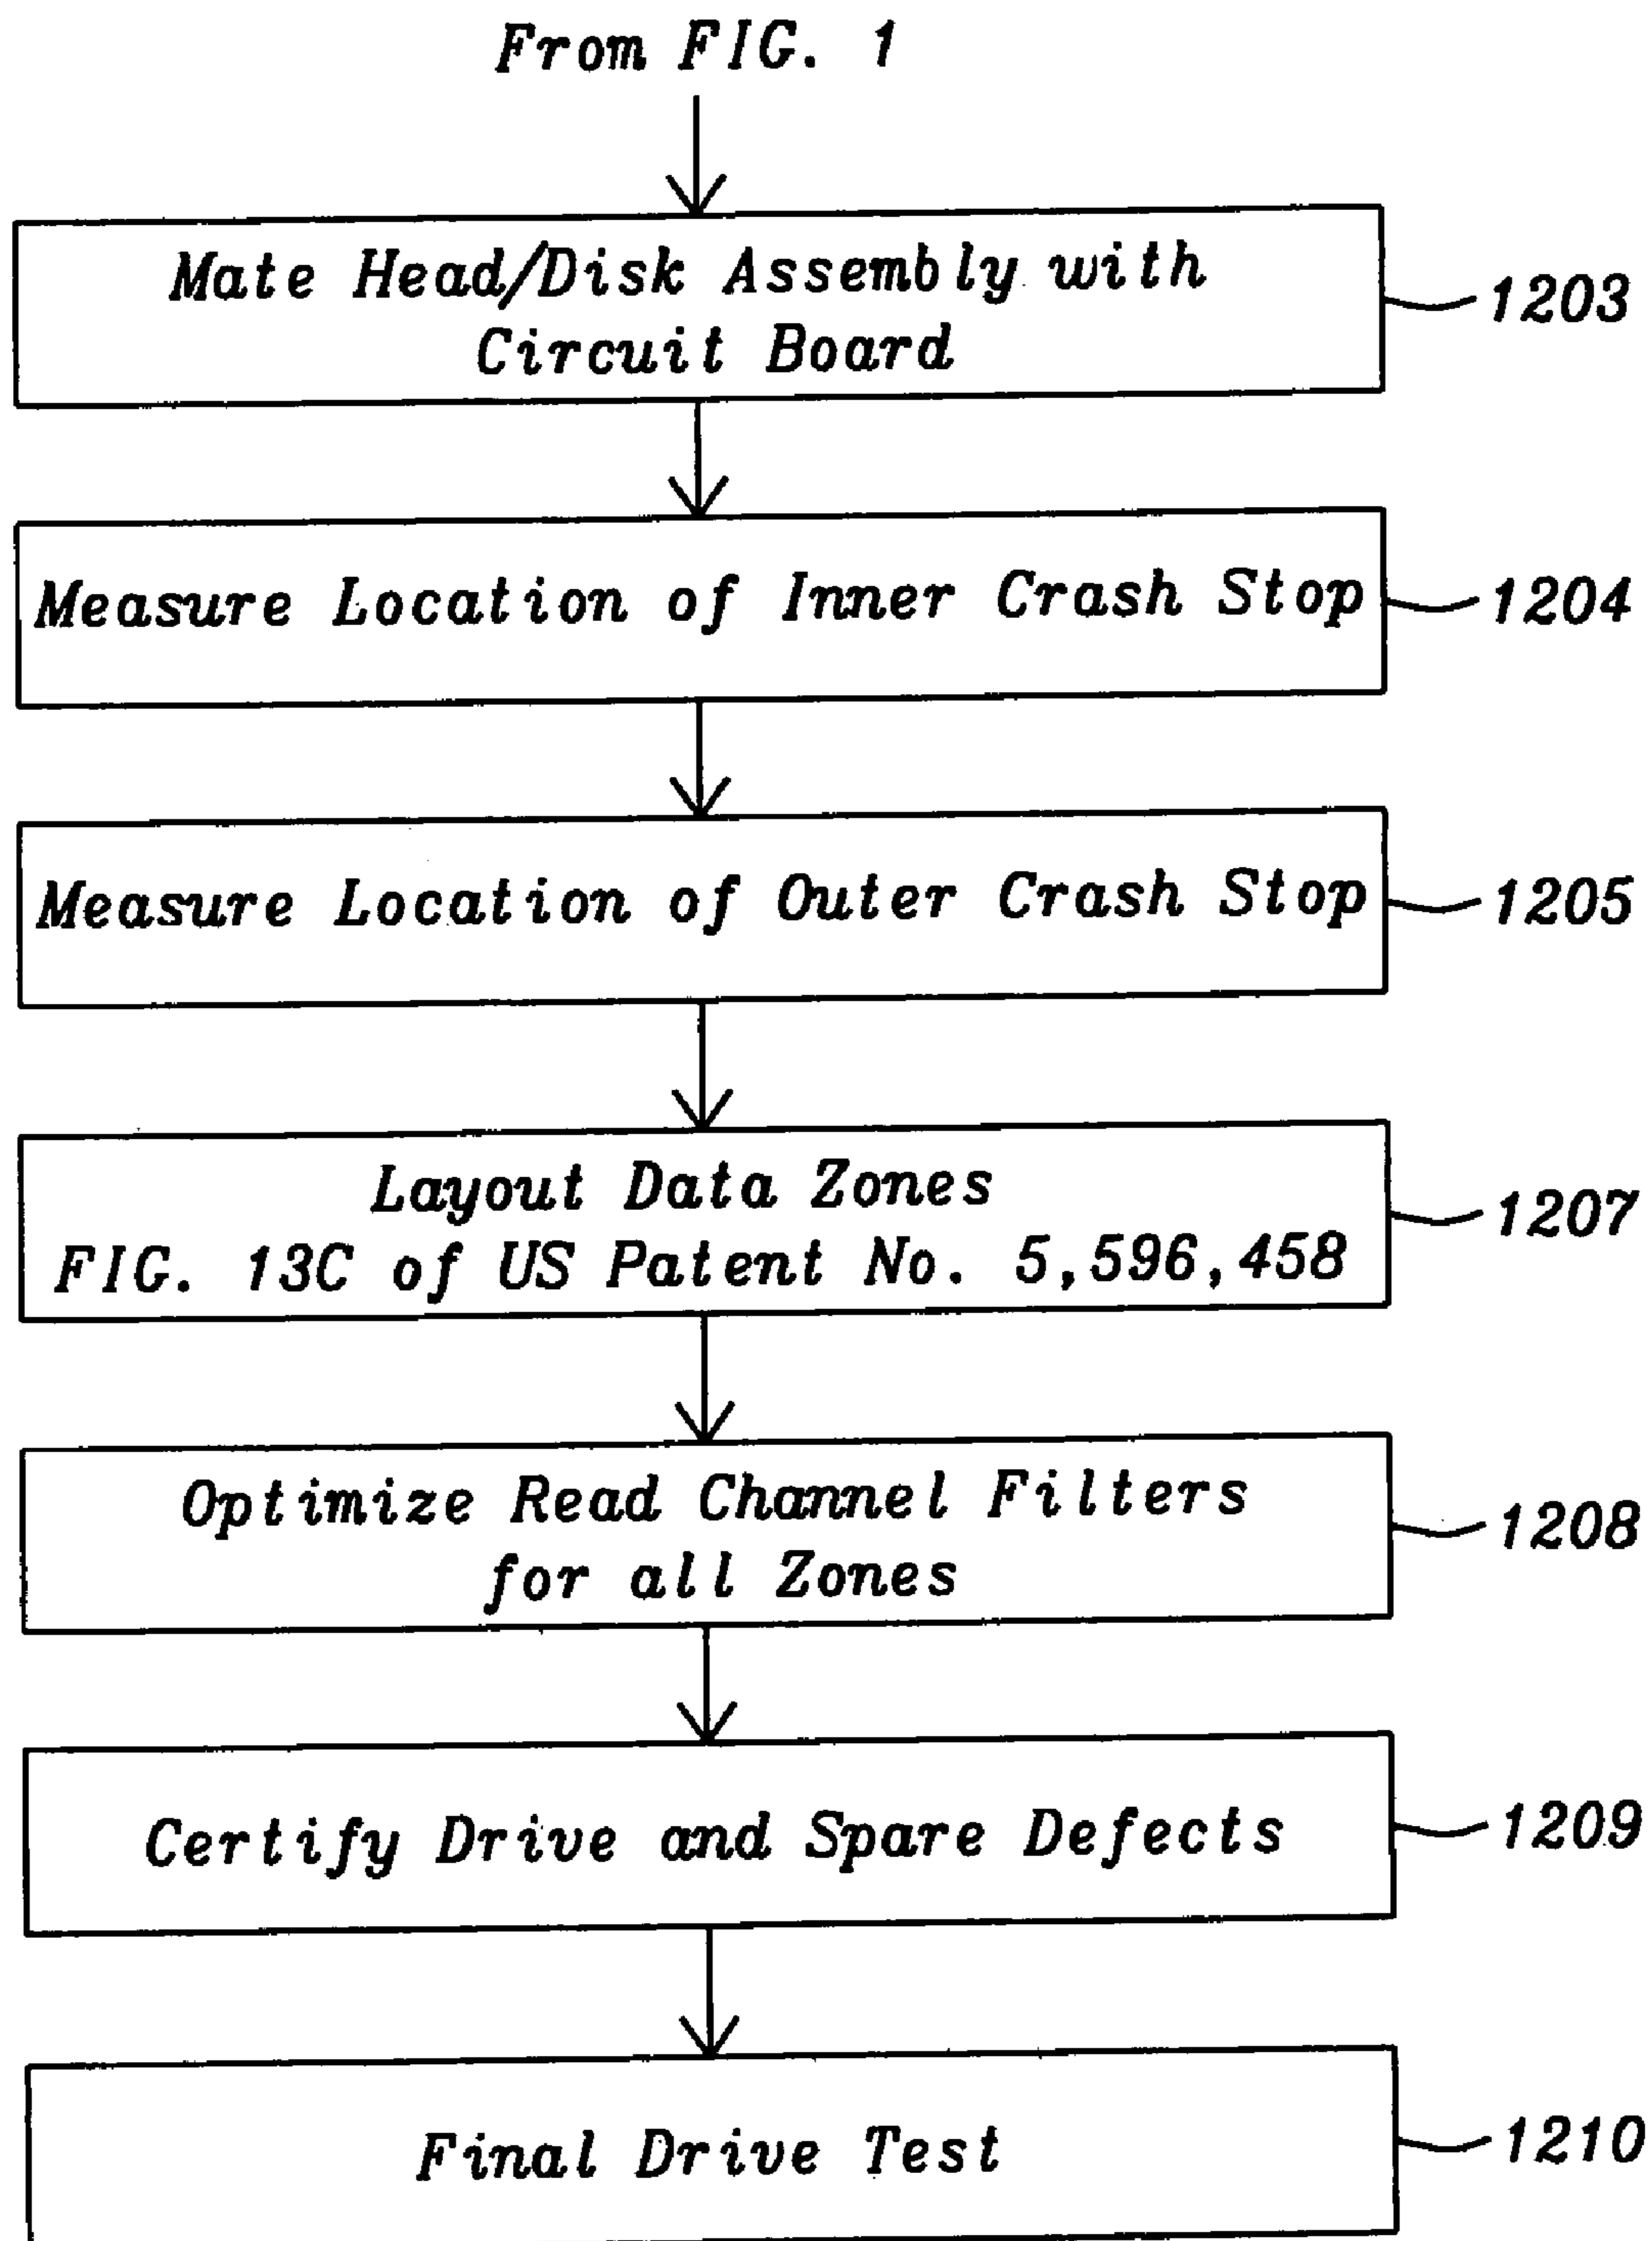 From FIG. 1
Mate Head/Disk Assembly with
Circuit Board
1203
Measure Location of Inner Crash Stop
1204
Measure Location of Outer Crash Stop
1205
Layout Data Zones
FIG. 13C of US Patent No. 5,596,458
1207
Optimize Read Channel Filters
for all Zones
1208
Certify Drive and Spare Defects
1209
Final Drive Test
1210